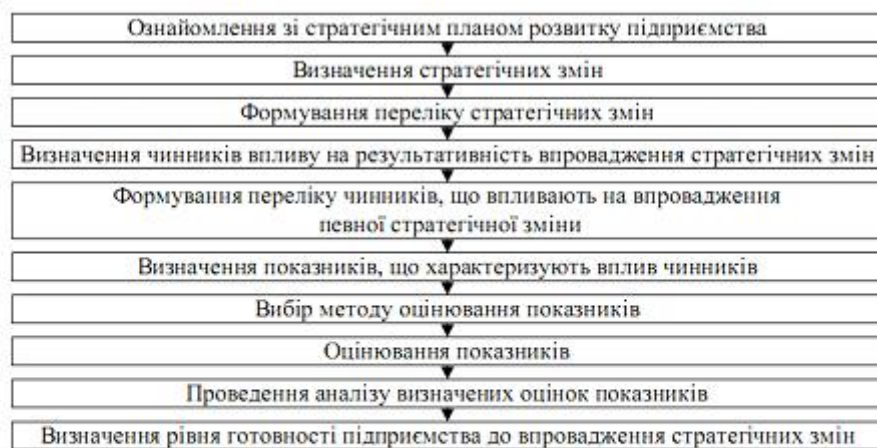 Ознайомлення зі стратегічним планом розвитку підприємства
Визначення стратегічних змін
Формування переліку стратегічних змін
Визначення чинників впливу на результативність впровадження стратегічних змін
Формування переліку чинників, що впливають на впровадження
певної стратегічної зміни
Визначення показників, що характеризують вплив чинників
Вибір методу оцінювання показників
Оцінювання показників
Проведення аналізу визначених оцінок показників
Визначення рівня готовності підприємства до впровадження стратегічних змін